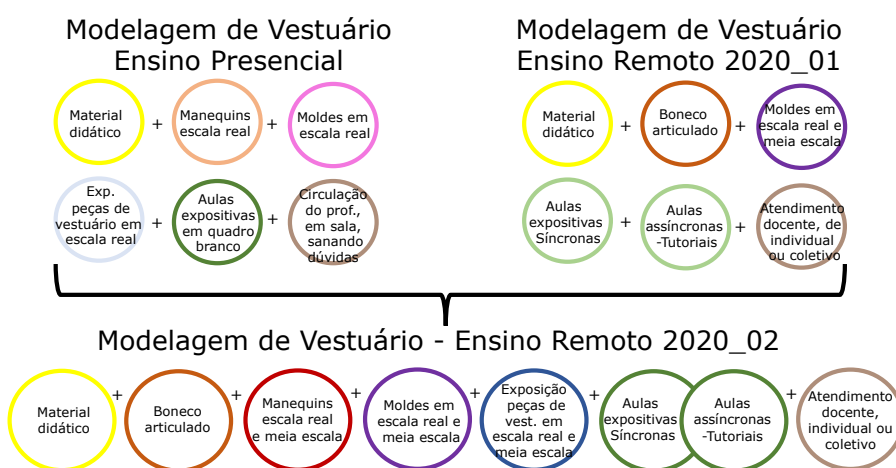 Modelagem de Vestuário
Ensino Presencial
Material
didático
+
Manequins
escala real
+
Moldes em
escala real
Exp.
peças de
vestuário em
escala real
+
Aulas
expositivas
em quadro
branco
+
Circulação
do prof.,
em sala,
sanando
dúvidas
Modelagem de Vestuário
Ensino Remoto 2020_01
Material
didático
+
Boneco
articulado
+
Moldes em
escala real e
meia escala
Aulas
expositivas
Síncronas
+
Aulas
assíncronas
-Tutoriais
+
Atendimento
docente, de
individual
ou coletivo
Modelagem de Vestuário - Ensino Remoto 2020_02
Material
didático
+
Boneco
articulado
+
Manequins
escala real
e meia escala
+
Moldes em
escala real e
meia escala
+
Exposição
peças de
vest. em
escala real e
meia escala
+
Aulas
expositivas
Síncronas
Aulas
assíncronas
-Tutoriais
+
Atendimento
docente,
individual ou
coletivo